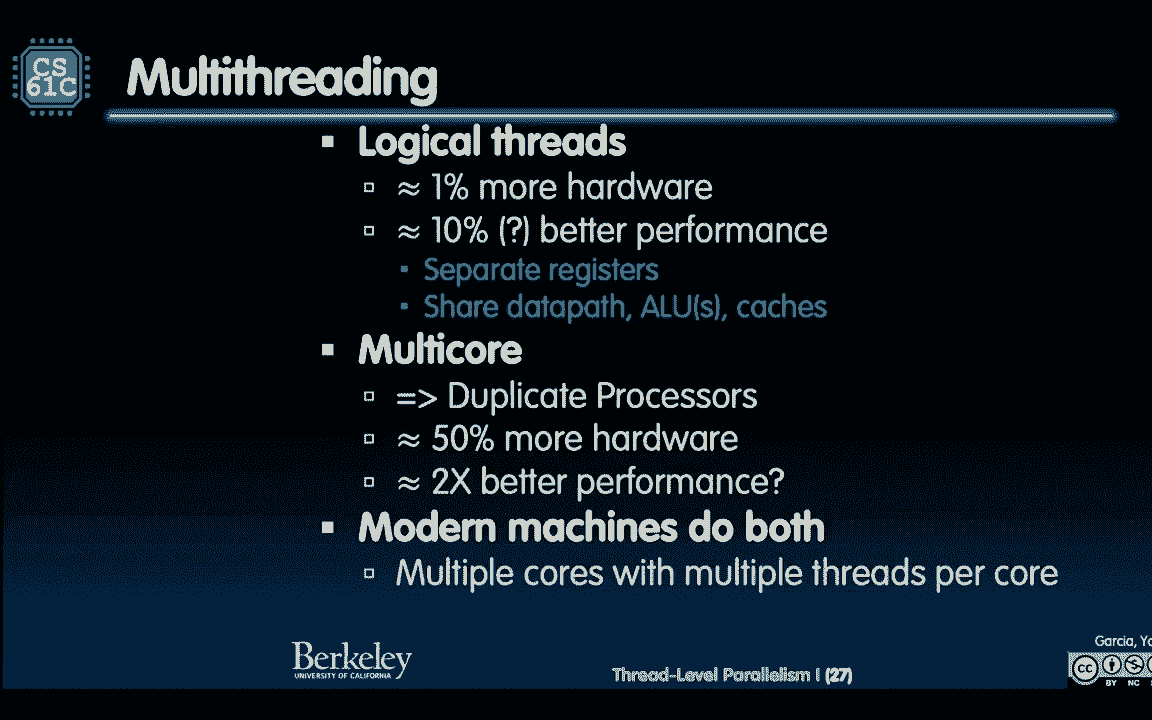 CS
61C
Multithreading
Logical threads
≈ 1% more hardware
≈ 10% (?) better performance
Separate registers
Share datapath, ALU(s), caches
Multicore
=> Duplicate Processors
≈ 50% more hardware
≈ 2X better performance?
Modern machines do both
Multiple cores with multiple threads per core
Berkeley
UNIVERSITY OF CALIFORNIA
Thread-Level Parallelism I (27)
Garcia,
cc
BY NC